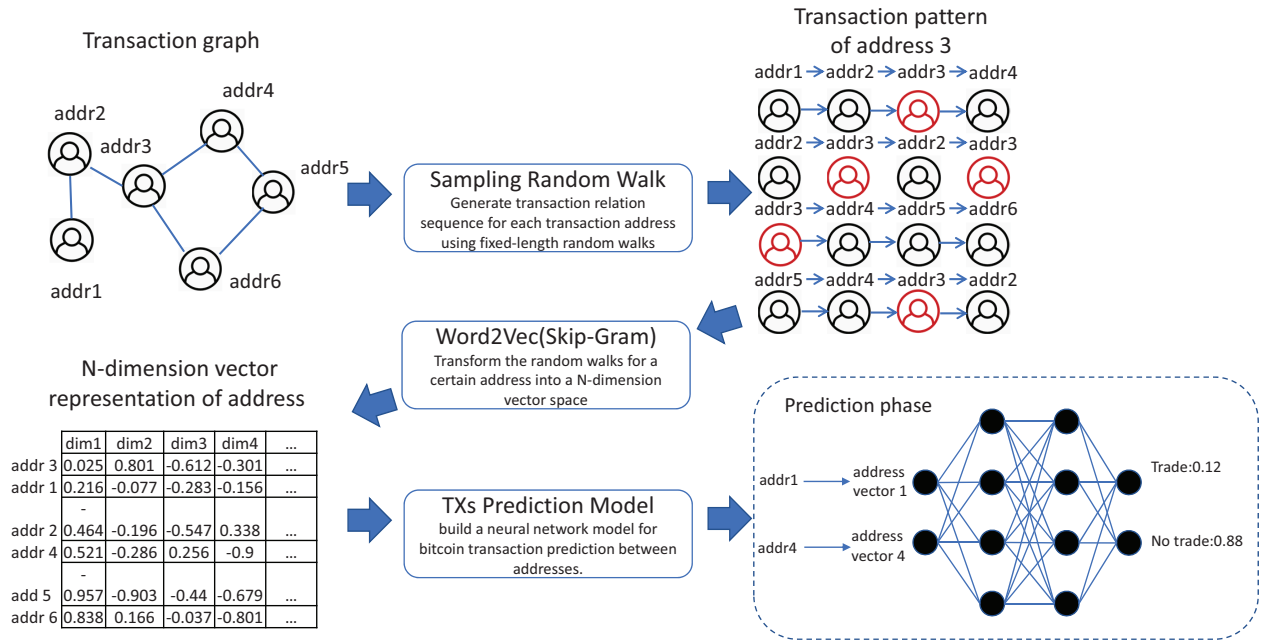 Transaction graph
addr4
addr2
addr3
addr5
addr1
addr6
Sampling Random Walk
Generate transaction relation
sequence for each transaction address
using fixed-length random walks
Transaction pattern
of address 3
addr1 addr2 addr3 addr4
addr2 addr3 addr2 addr3
addr3 addr4 addr5 addr6
addr5 addr4 addr3 addr2
Word2Vec(Skip-Gram)
Transform the random walks for a
certain address into a N-dimension
vector space
N-dimension vector
representation of address
dim1 dim2 dim3 dim4 ...
addr 3 0.025 0.801 -0.612 -0.301 ...
addr 1 0.216 -0.077 -0.283 -0.156 ...
-
addr 2 0.464 -0.196 -0.547 0.338 ...
addr 4 0.521 -0.286 0.256 -0.9 ...
-
add 5 0.957 -0.903 -0.44 -0.679 ...
addr 6 0.838 0.166 -0.037 -0.801 ...
TXs Prediction Model
build a neural network model for
bitcoin transaction prediction between
addresses.
Prediction phase
addr1
address
vector 1
addr4
address
vector 4
Trade:0.12
No trade:0.88